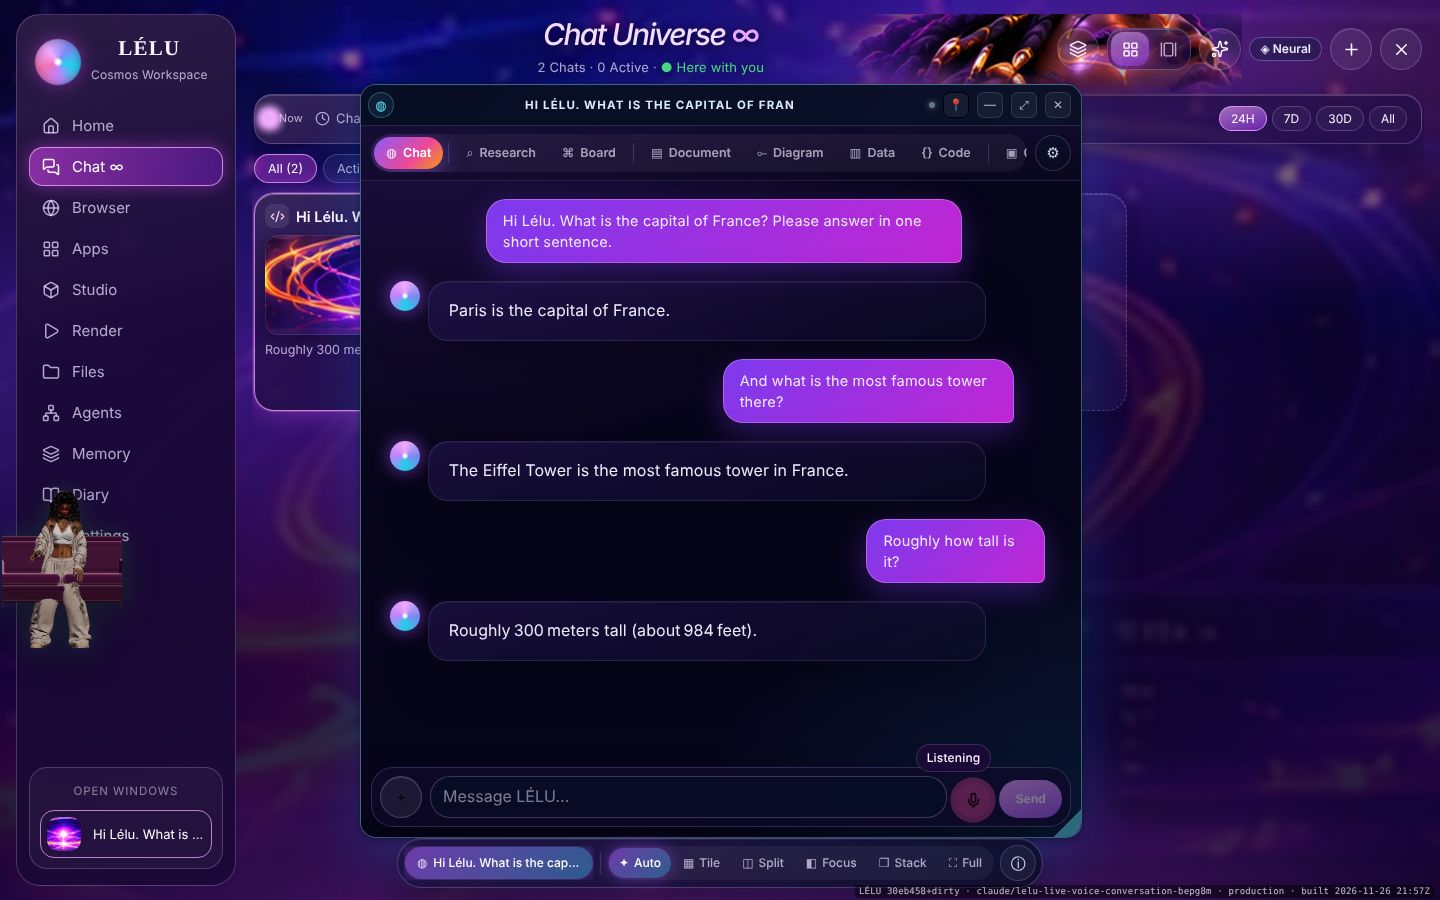 LÉLU
Cosmos Workspace
Home
Chat ∞
Browser
Apps
Studio
Render
Files
Agents
Memory
Diary
OPEN WINDOWS
Hi Lélu. What is ...
Chat Universe ∞
2 Chats · 0 Active · ● Here with you
◈ Neural
Now
Cha
24H 7D 30D All
All (2)
Acti
Hi Lélu. W
Roughly 300 me
HI LÉLU. WHAT IS THE CAPITAL OF FRAN
Chat Research Board Document Diagram Data {} Code
Hi Lélu. What is the capital of France? Please answer in one
short sentence.
Paris is the capital of France.
And what is the most famous tower
there?
The Eiffel Tower is the most famous tower in France.
Roughly how tall is
it?
Roughly 300 meters tall (about 984 feet).
Listening
Message LÉLU...
Send
Hi Lélu. What is the cap... Auto Tile Split Focus Stack Full
LÉLU 30eb458+dirty · claude/lelu-live-voice-conversation-bepg8m · production · built 2026-11-26 21:57Z